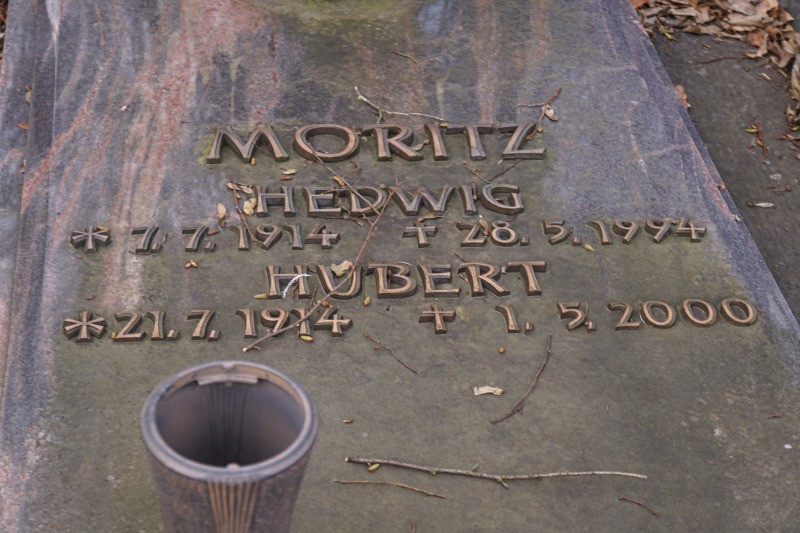 MORITZ
HEDWIG
* 7. 7. 1914 † 28. 5. 1994
HUBERT
* 21. 7. 1914 † 1. 5. 2000